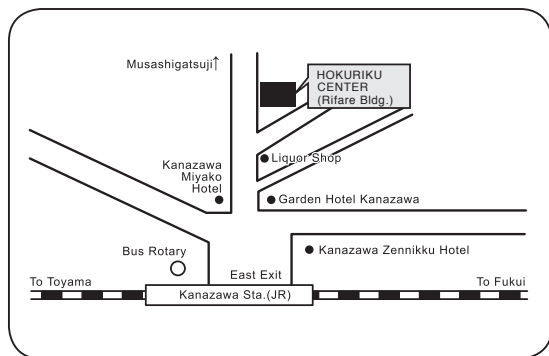 Musashigatsuji↑
HOKURIKU
CENTER
(Rifare Bldg.)
Liquor Shop
Kanazawa
Miyako
Hotel
Garden Hotel Kanazawa
Bus Rotary
Kanazawa Zennikku Hotel
East Exit
To Toyama
To Fukui
Kanazawa Sta.(JR)